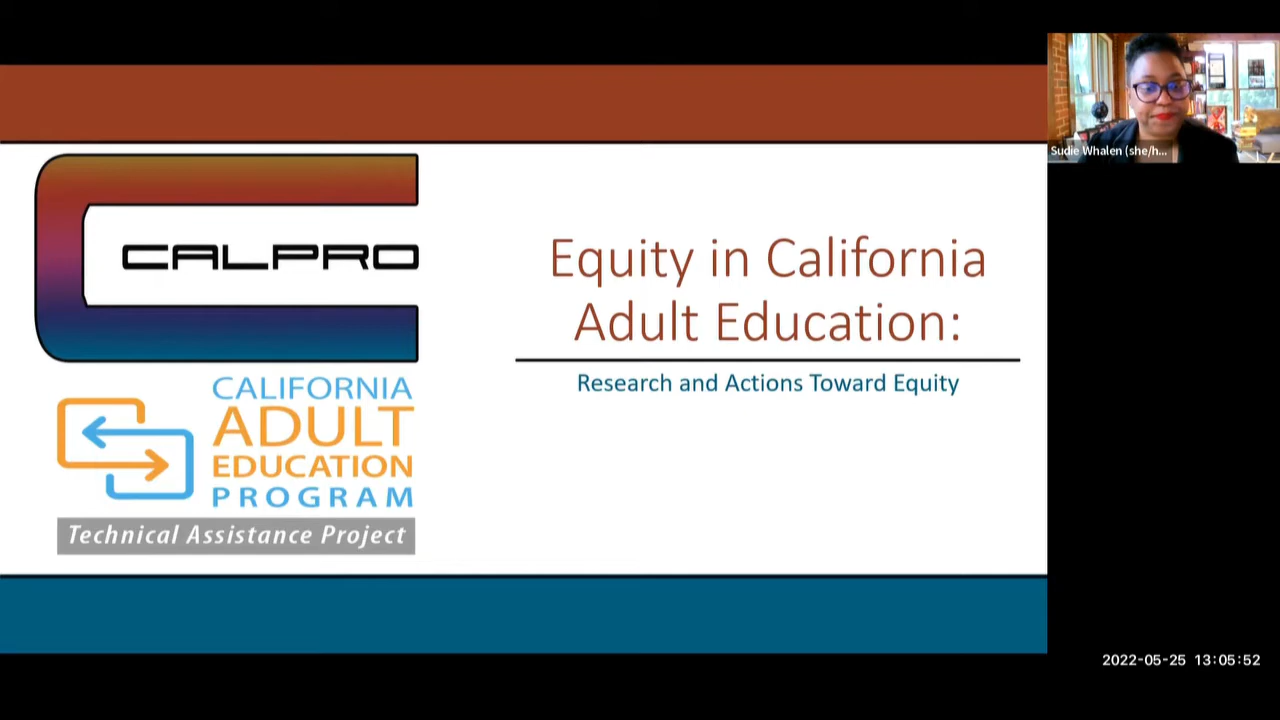 CALPRO
CALIFORNIA
ADULT
EDUCATION
PROGRAM
Technical Assistance Project
Equity in California
Adult Education:
Research and Actions Toward Equity
Sudie Whalen (she/h...
2022-05-25 13:05:52